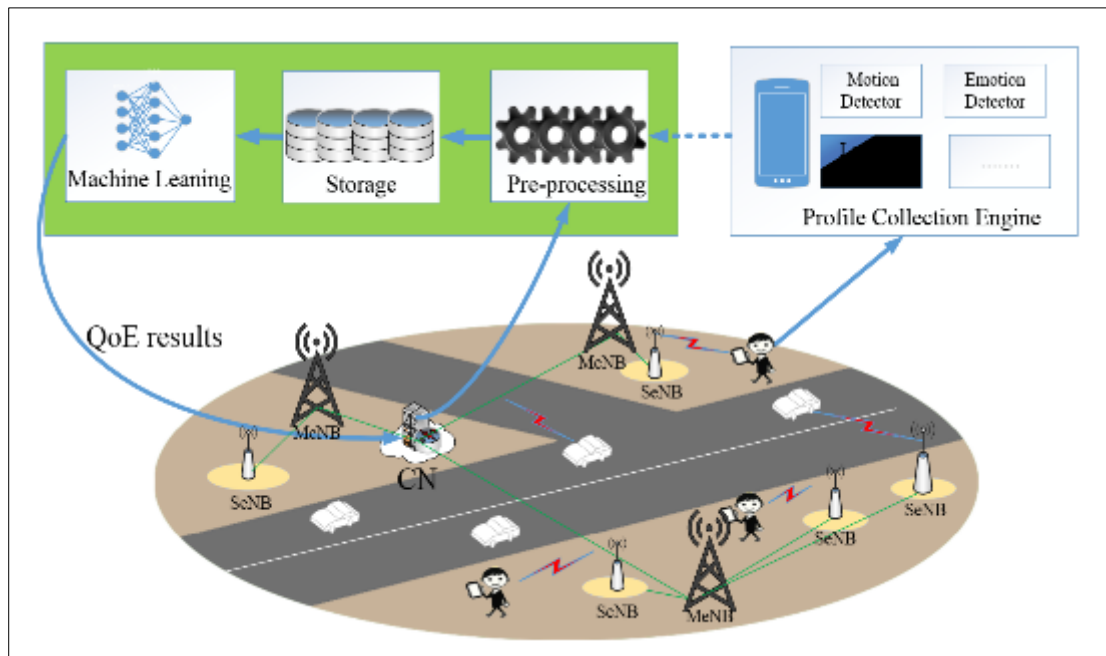 Motion
Detector
Emotion
Detector
Machine Leaning
Storage
Pre-processing
.......
Profile Collection Engine
QoE results
MeNB
SeNB
MeNB
SeNB
CN
SeNB
SeNB
SeNB
MeNB